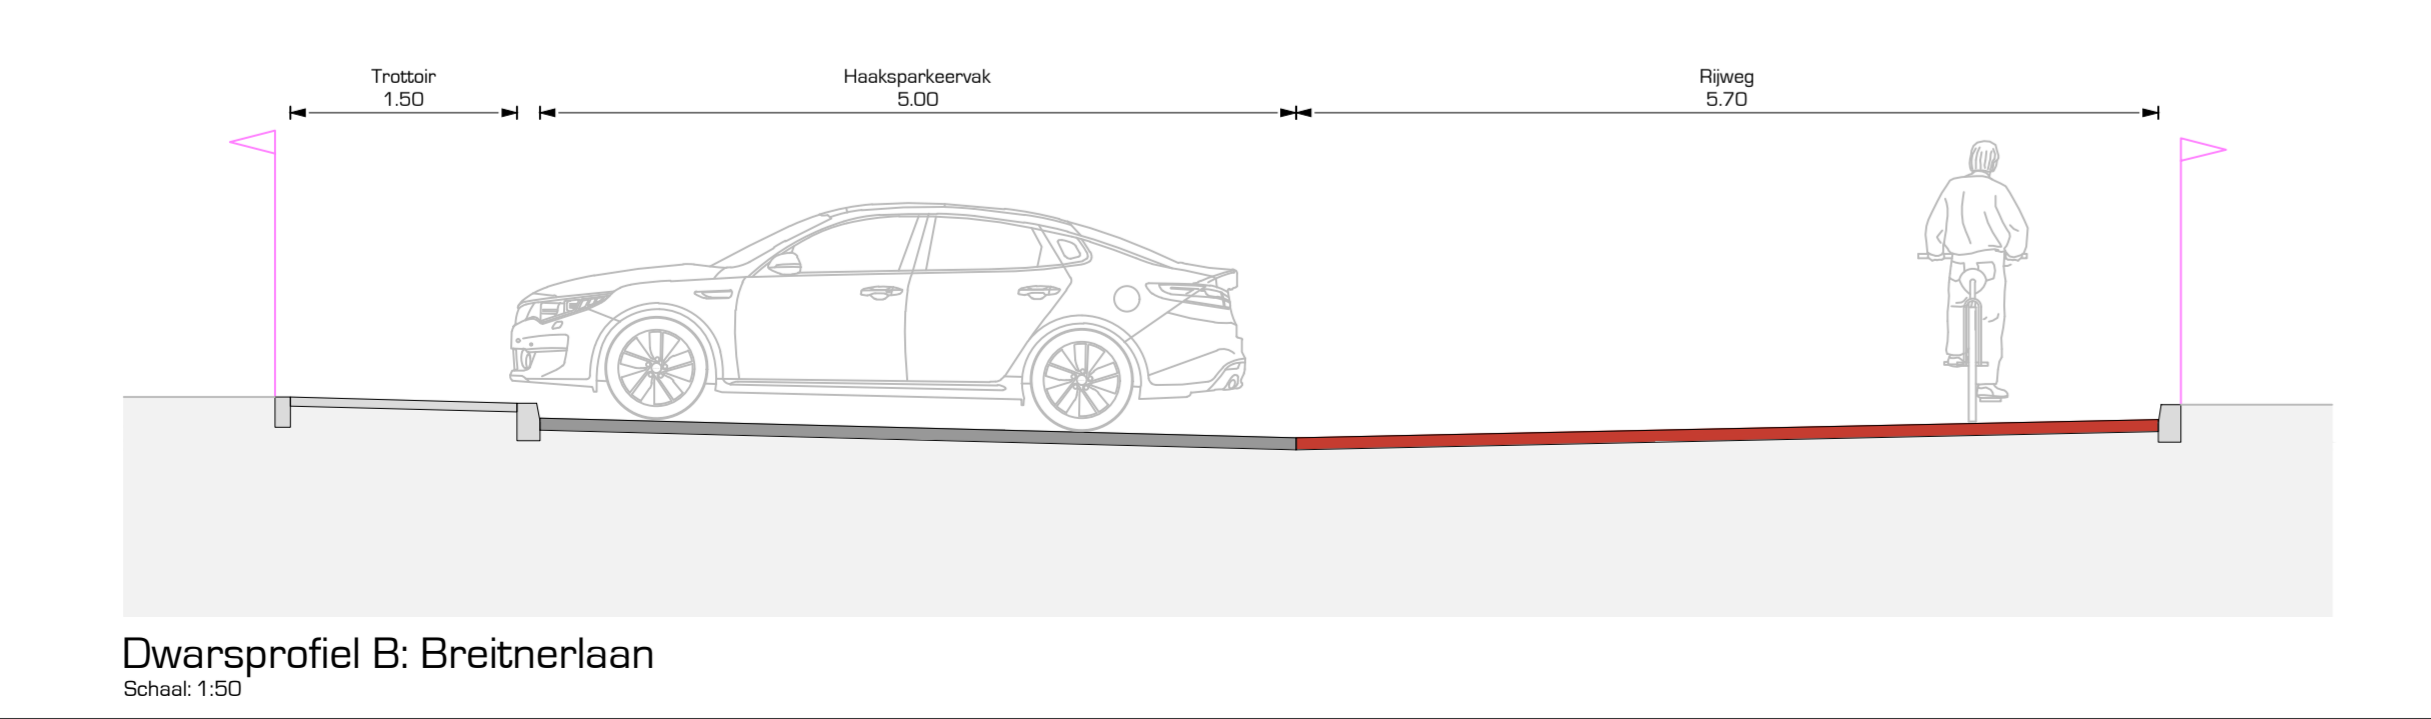 Trottoir
1.50
Haaksparkeervak
5.00
Rijweg
5.70
Dwarsprofiel B: Breitnerlaan
Schaal: 1:50